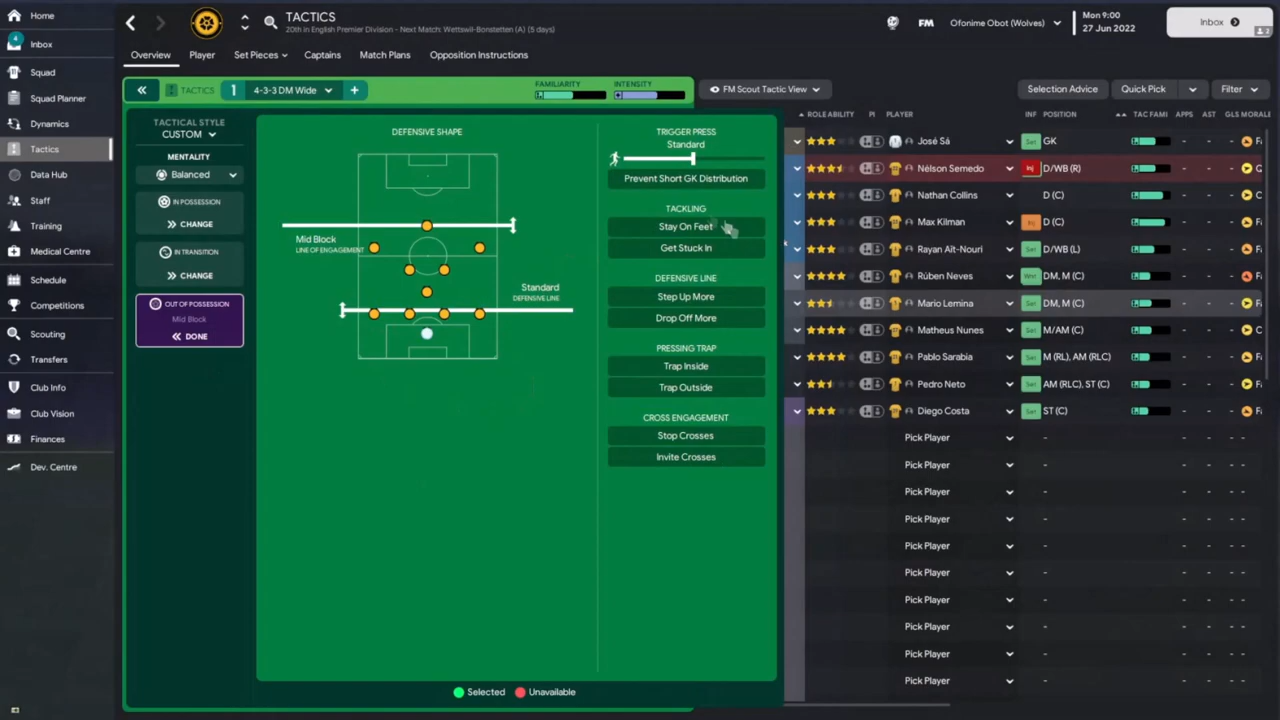 TACTICS
20th in English Premier Division - Next Match: Wettswil-Bonstetten (A) (5 days)
FM
Ofonime Obot (Wolves)
Mon 9:00
27 Jun 2022
Inbox
2
Home
4
Inbox
Squad
Squad Planner
Dynamics
Tactics
Data Hub
Staff
Training
Medical Centre
Schedule
Competitions
Scouting
Transfers
Club Info
Club Vision
Finances
Dev. Centre
Overview
Player
Set Pieces
Captains
Match Plans
Opposition Instructions
TACTICS
1
4-3-3 DM Wide
FAMILIARITY
INTENSITY
FM Scout Tactic View
Selection Advice
Quick Pick
Filter
TACTICAL STYLE
CUSTOM
MENTALITY
Balanced
IN POSSESSION
CHANGE
IN TRANSITION
CHANGE
OUT OF POSSESSION
Mid Block
DONE
DEFENSIVE SHAPE
Mid Block
LINE OF ENGAGEMENT
Standard
DEFENSIVE LINE
TRIGGER PRESS
Standard
Prevent Short GK Distribution
TACKLING
Stay On Feet
Get Stuck In
DEFENSIVE LINE
Step Up More
Drop Off More
PRESSING TRAP
Trap Inside
Trap Outside
CROSS ENGAGEMENT
Stop Crosses
Invite Crosses
Selected
Unavailable
ROLE ABILITY PI PLAYER INF POSITION TAC FAMI APPS AST GLS MORALE
José Sá GK
Nélson Semedo Inj D/WB (R)
Nathan Collins D (C)
Max Kilman Inj D (C)
Rayan Aït-Nouri D/WB (L)
Rúben Neves Wnt DM, M (C)
Mario Lemina DM, M (C)
Matheus Nunes M/AM (C)
Pablo Sarabia M (RL), AM (RLC)
Pedro Neto AM (RLC), ST (C)
Diego Costa ST (C)
Pick Player - - - - -
Pick Player - - - - -
Pick Player - - - - -
Pick Player - - - - -
Pick Player - - - - -
Pick Player - - - - -
Pick Player - - - - -
Pick Player - - - - -
Pick Player - - - - -
Pick Player - - - - -